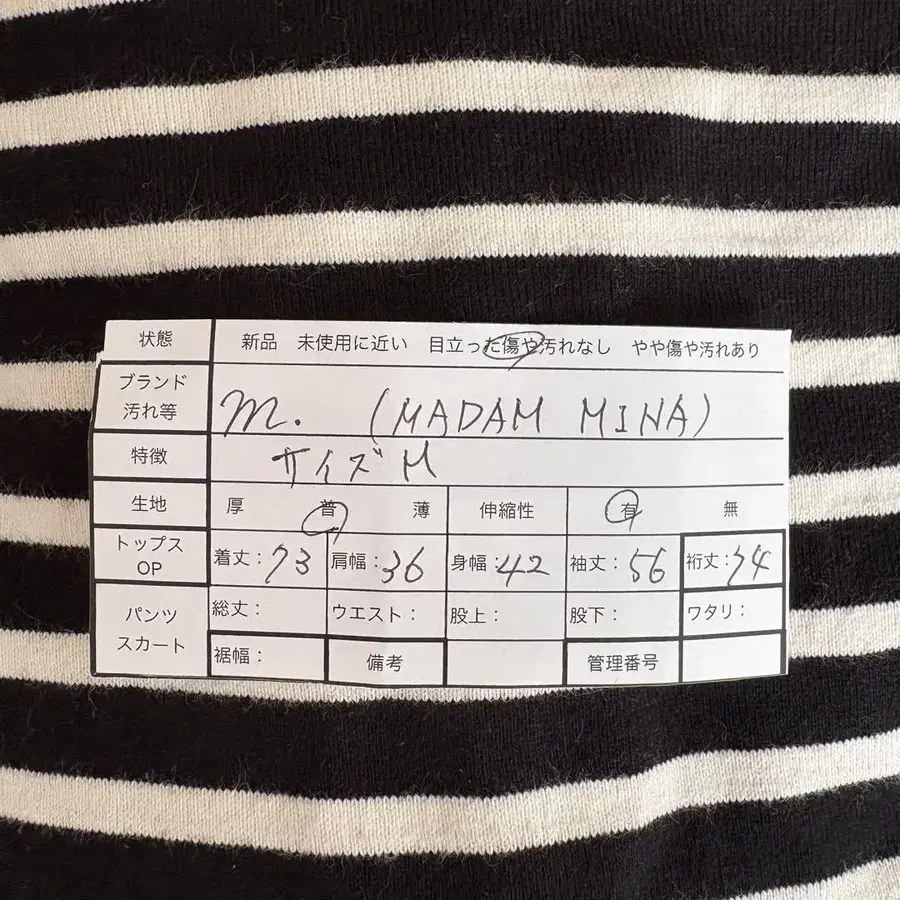 状態 新品 未使用に近い 目立った傷や汚れなし やや傷や汚れあり
ブランド
汚れ等
m. (MADAM MINA)
特徴 サイズM
生地 厚 普 薄 伸縮性 有 無
トップス
OP
着丈:73 肩幅:36 身幅:42 袖丈:56 裄丈:74
パンツ
スカート
総丈: ウエスト: 股上: 股下: ワタリ:
裾幅: 備考 管理番号